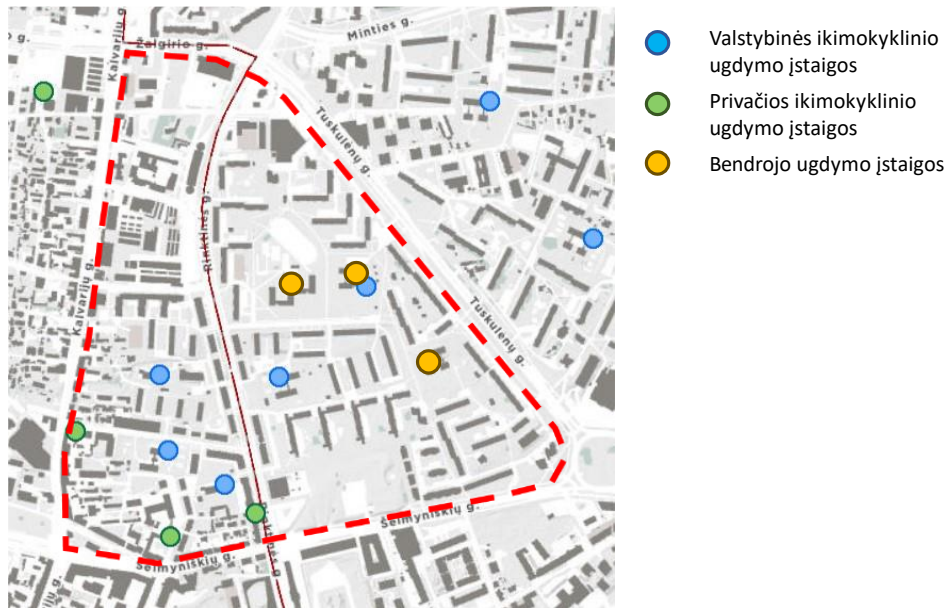 Kalvarijų g.
Žalgirio g.
Minties g.
Tuskulėnų g.
Rinktinės g.
Kalvarijų g.
Tuskulėnų g.
Šeimyniškių g.
Šeimyniškių g.
Valstybinės ikimokyklinio
ugdymo įstaigos
Privačios ikimokyklinio
ugdymo įstaigos
Bendrojo ugdymo įstaigos